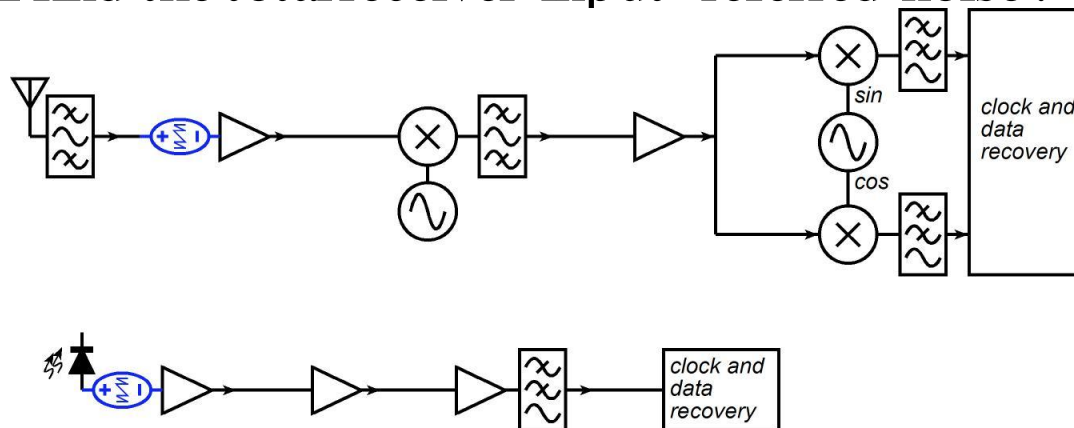 sin
clock and
data
recovery
cos
clock and
data
recovery